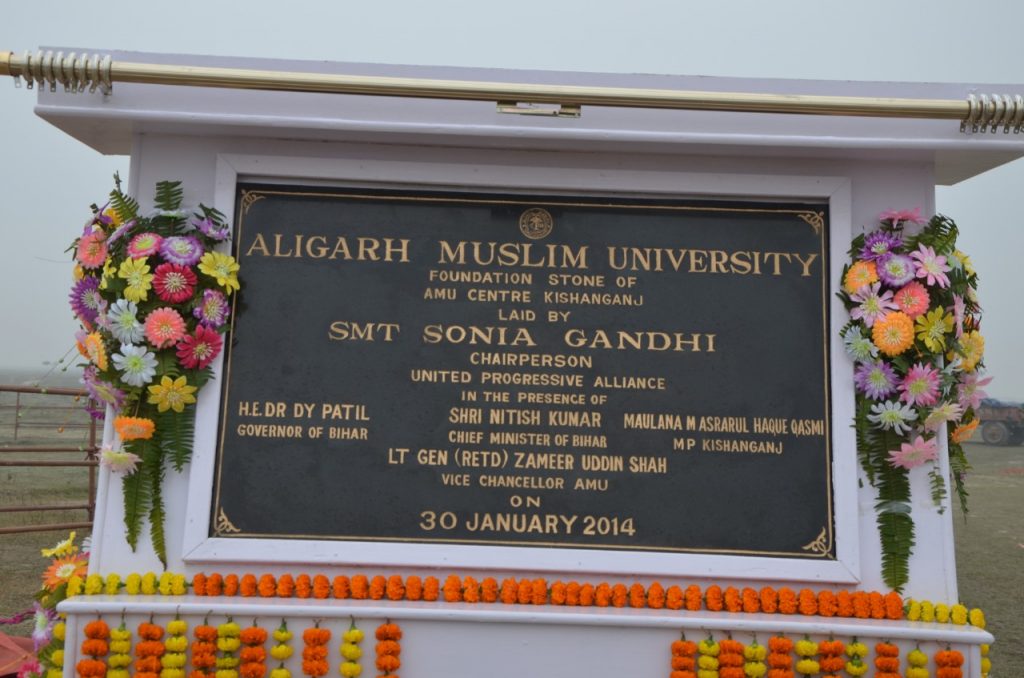 ALIGARH MUSLIM UNIVERSITY
FOUNDATION STONE OF
AMU CENTRE KISHANGANJ
LAID BY
SMT SONIA GANDHI
CHAIRPERSON
UNITED PROGRESSIVE ALLIANCE
IN THE PRESENCE OF
H.E. DR DY PATIL
GOVERNOR OF BIHAR
SHRI NITISH KUMAR
CHIEF MINISTER OF BIHAR
MAULANA M ASRARUL HAQUE QASMI
MP KISHANGANJ
LT GEN (RETD) ZAMEER UDDIN SHAH
VICE CHANCELLOR AMU
ON
30 JANUARY 2014